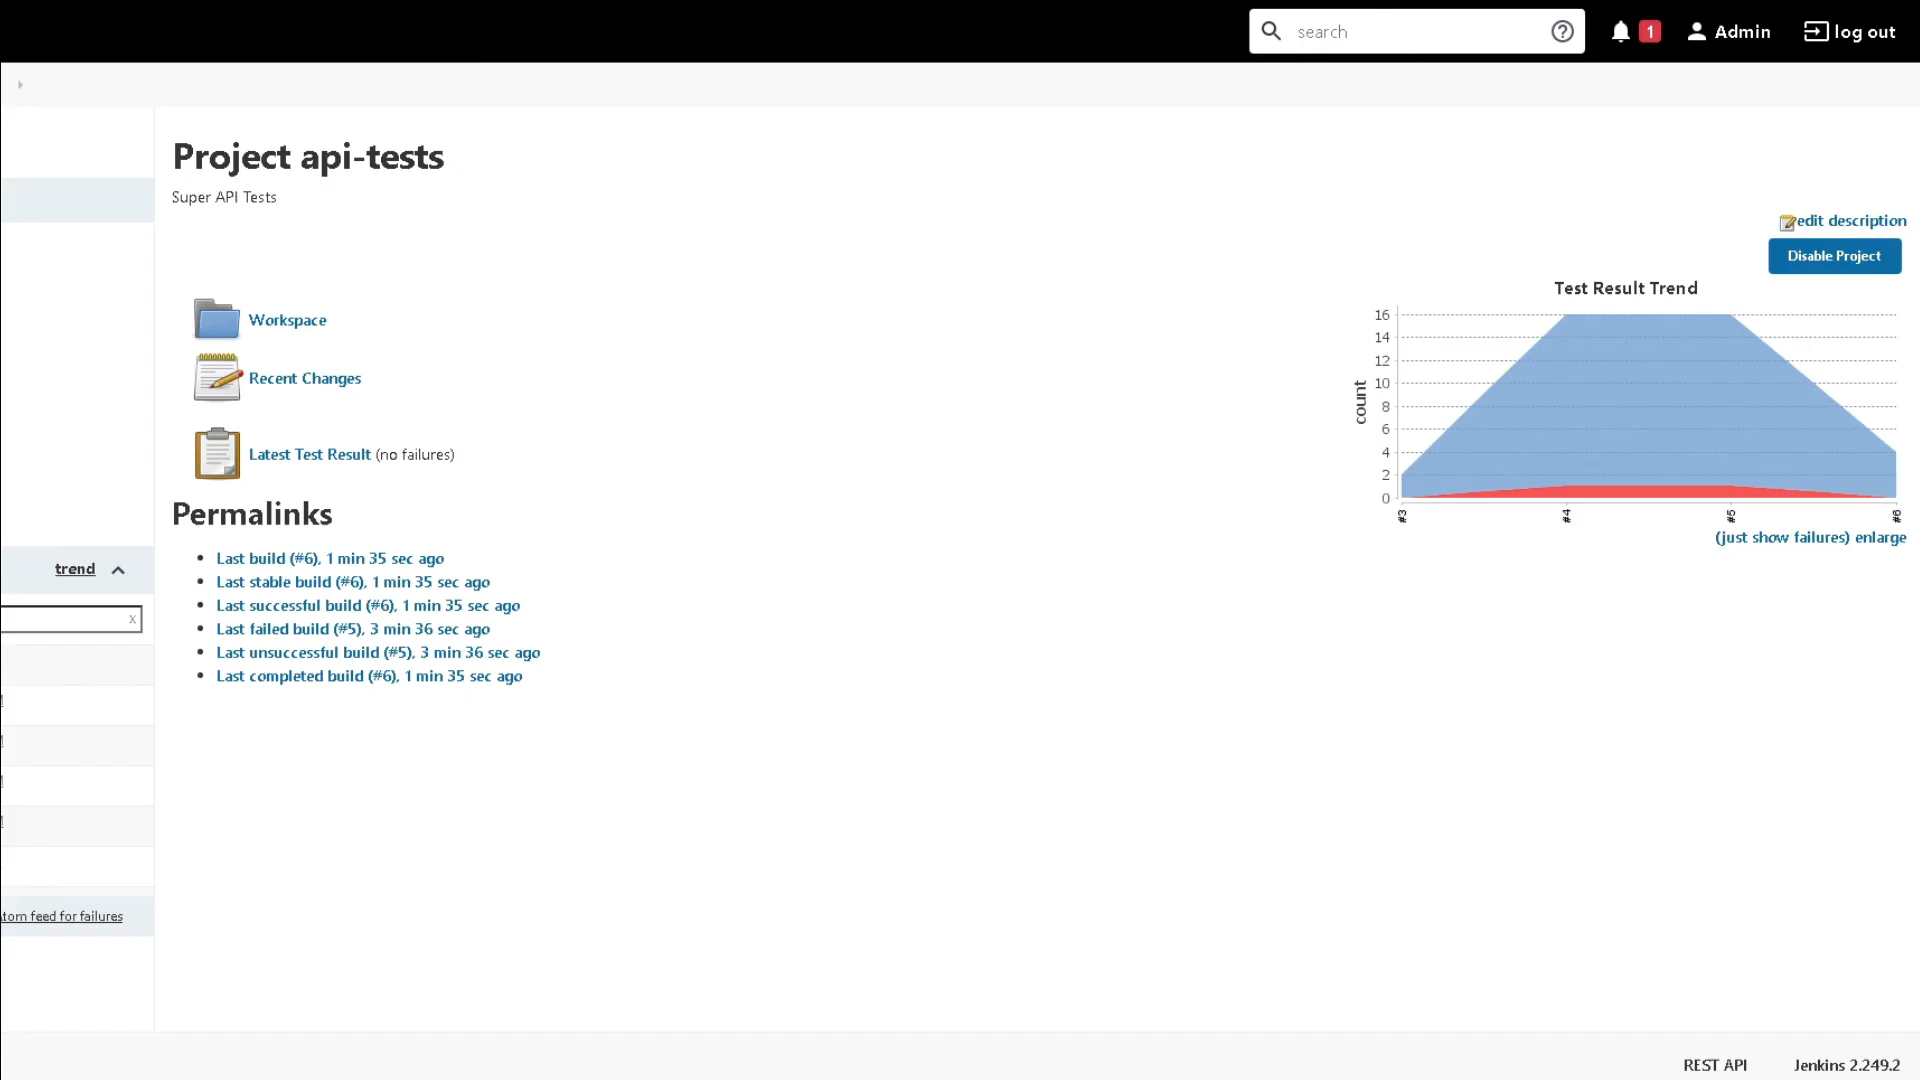 search
1
Admin
log out
Project api-tests
Super API Tests
edit description
Disable Project
Workspace
Recent Changes
Latest Test Result (no failures)
Test Result Trend
count
16
14
12
10
8
6
4
2
0
#3
#4
#5
#6
(just show failures) enlarge
Permalinks
Last build (#6), 1 min 35 sec ago
Last stable build (#6), 1 min 35 sec ago
Last successful build (#6), 1 min 35 sec ago
Last failed build (#5), 3 min 36 sec ago
Last unsuccessful build (#5), 3 min 36 sec ago
Last completed build (#6), 1 min 35 sec ago
trend
x
feed for failures
REST API
Jenkins 2.249.2